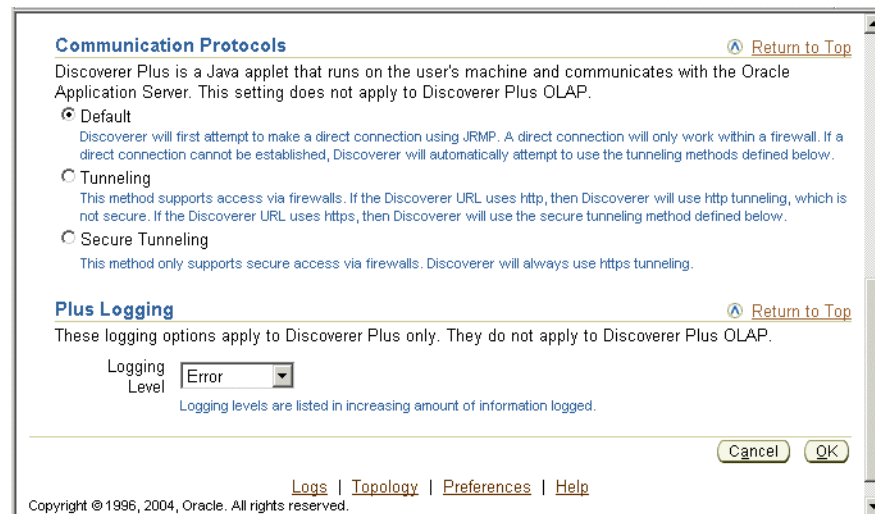 Communication Protocols
Return to Top
Discoverer Plus is a Java applet that runs on the user's machine and communicates with the Oracle
Application Server. This setting does not apply to Discoverer Plus OLAP.
Default
Discoverer will first attempt to make a direct connection using JRMP. A direct connection will only work within a firewall. If a
direct connection cannot be established, Discoverer will automatically attempt to use the tunneling methods defined below.
Tunneling
This method supports access via firewalls. If the Discoverer URL uses http, then Discoverer will use http tunneling, which is
not secure. If the Discoverer URL uses https, then Discoverer will use the secure tunneling method defined below.
Secure Tunneling
This method only supports secure access via firewalls. Discoverer will always use https tunneling.
Plus Logging
Return to Top
These logging options apply to Discoverer Plus only. They do not apply to Discoverer Plus OLAP.
Logging
Level
Error
Logging levels are listed in increasing amount of information logged.
Cancel
OK
Logs | Topology | Preferences | Help
Copyright © 1996, 2004, Oracle. All rights reserved.